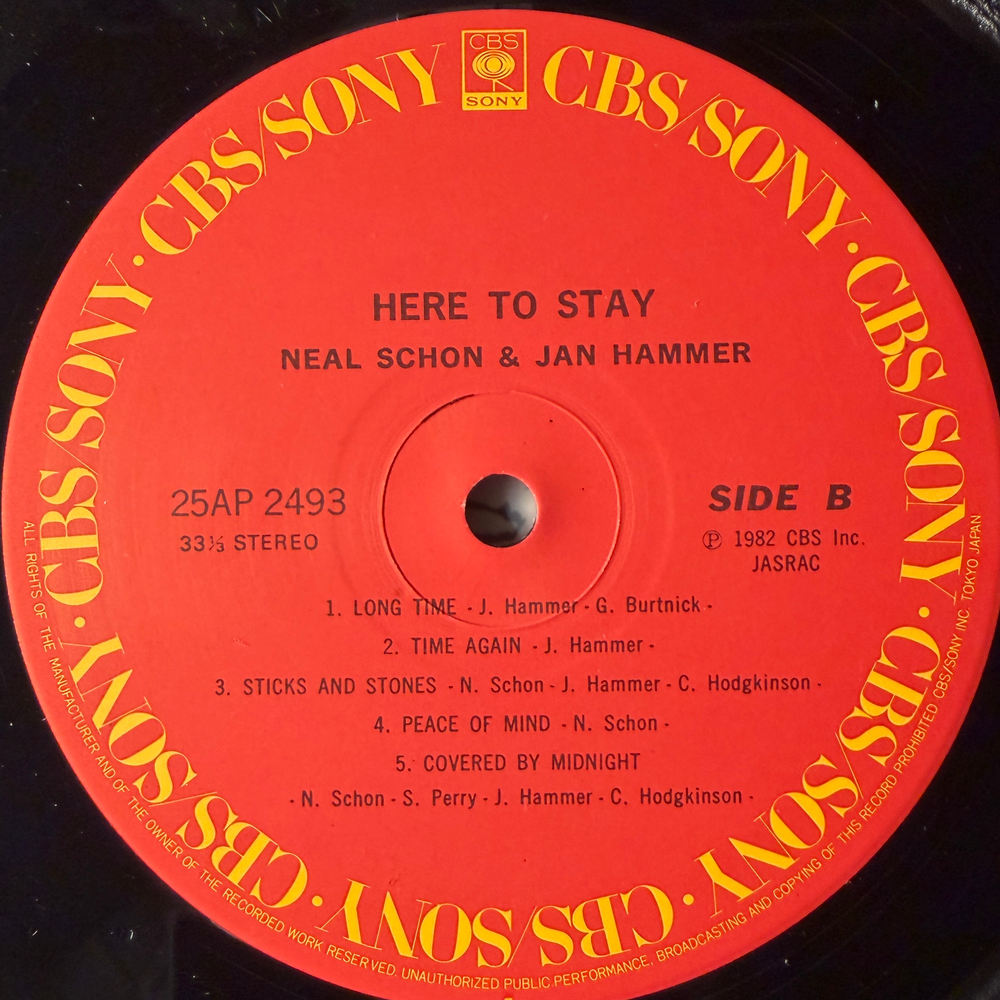 CBS
SONY
CBS/SONY · CBS/SONY · CBS/SONY · CBS/SONY · CBS/SONY · CBS/SONY · CBS/SONY · CBS/SONY · CBS/SONY
HERE TO STAY
NEAL SCHON & JAN HAMMER
25AP 2493
33⅓ STEREO
SIDE B
℗ 1982 CBS Inc.
JASRAC
1. LONG TIME - J. Hammer - G. Burtnick -
2. TIME AGAIN - J. Hammer -
3. STICKS AND STONES - N. Schon - J. Hammer - C. Hodgkinson -
4. PEACE OF MIND - N. Schon -
5. COVERED BY MIDNIGHT
- N. Schon - S. Perry - J. Hammer - C. Hodgkinson -
ALL RIGHTS OF THE MANUFACTURER AND OF THE OWNER OF THE RECORDED WORK RESERVED. UNAUTHORIZED PUBLIC PERFORMANCE, BROADCASTING AND COPYING OF THIS RECORD PROHIBITED CBS/SONY INC. TOKYO JAPAN